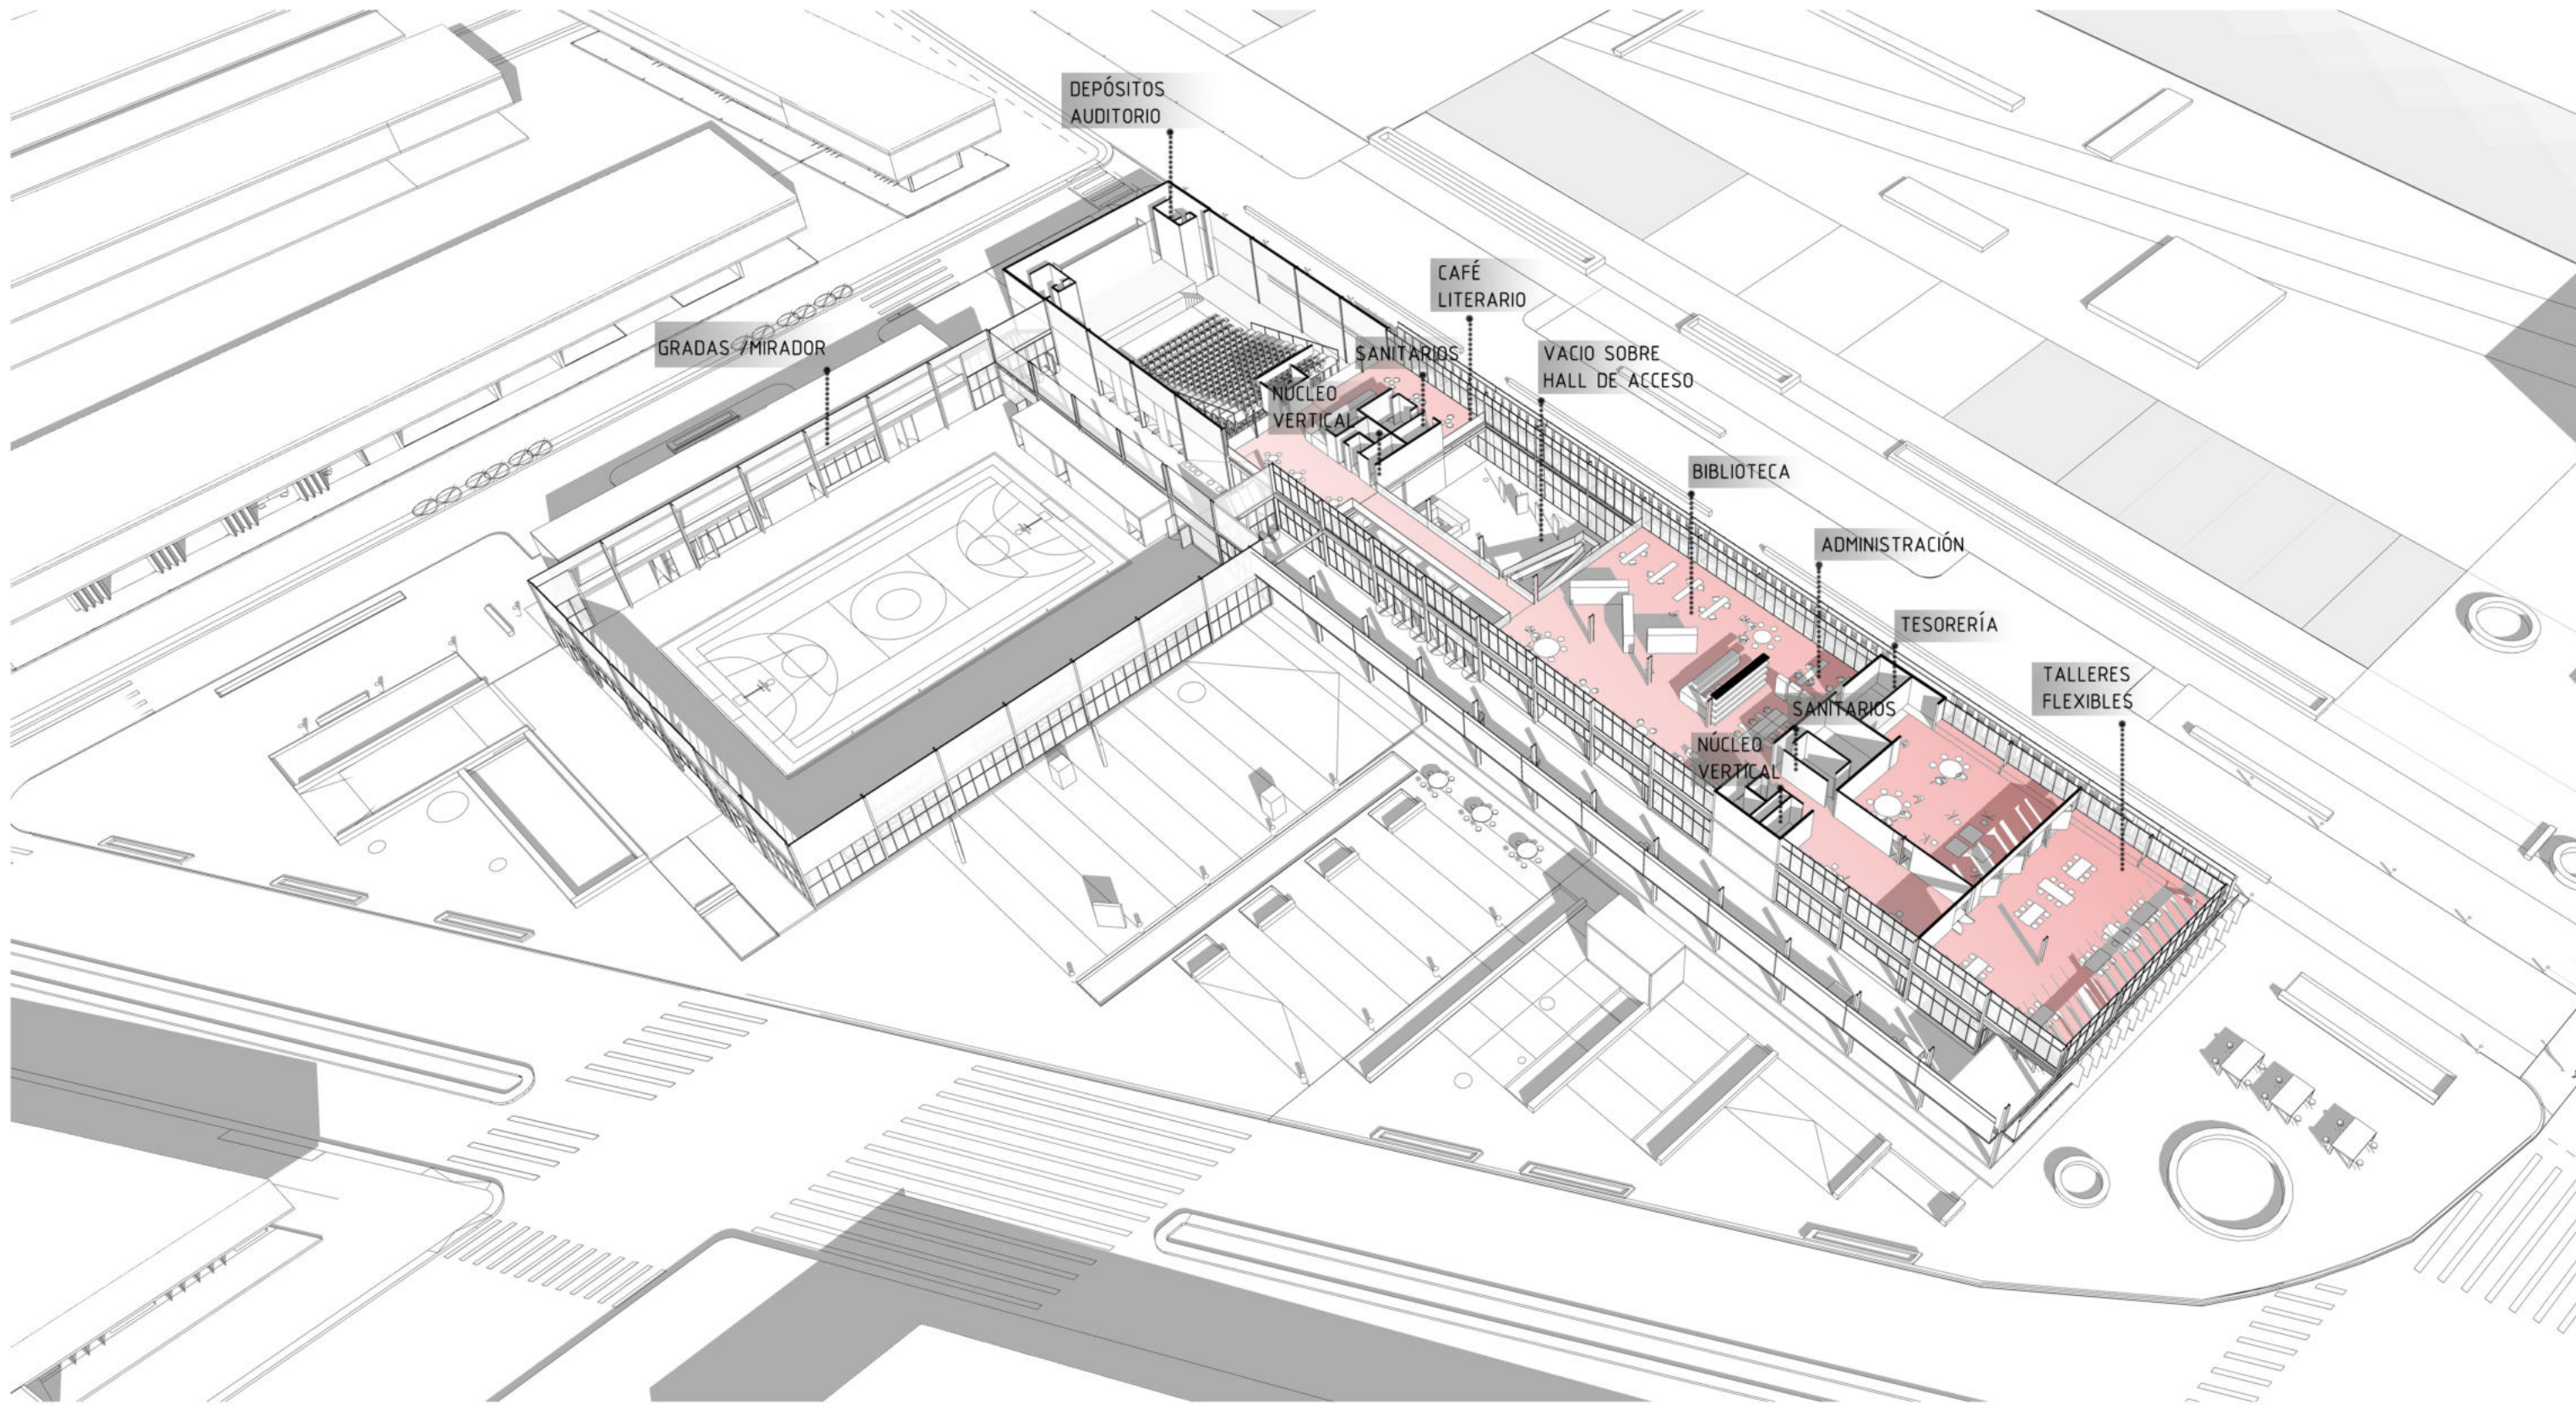 DEPÓSITOS
AUDITORIO
GRADAS /MIRADOR
CAFÉ
LITERARIO
SANITARIOS
NÚCLEO
VERTICAL
VACIO SOBRE
HALL DE ACCESO
BIBLIOTECA
ADMINISTRACIÓN
TESORERÍA
TALLERES
FLEXIBLES
SANITARIOS
NÚCLEO
VERTICAL